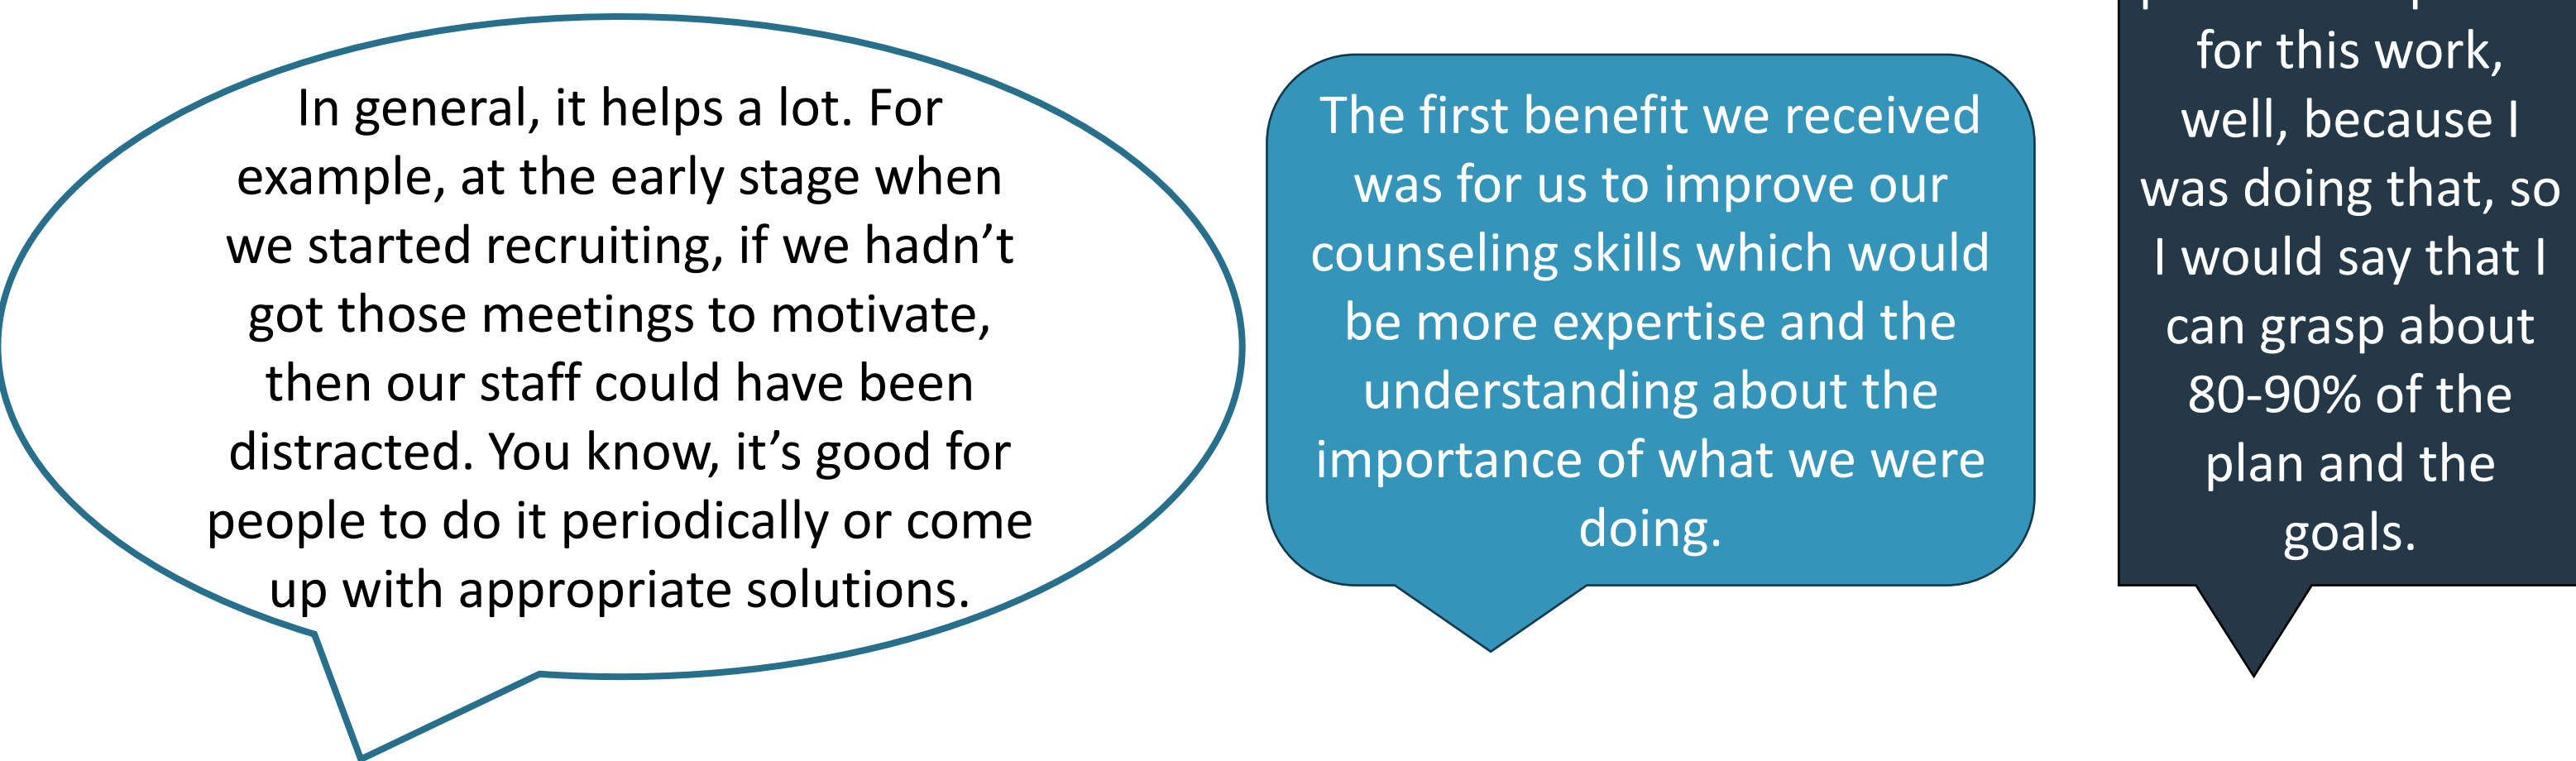 In general, it helps a lot. For
example, at the early stage when
we started recruiting, if we hadn’t
got those meetings to motivate,
then our staff could have been
distracted. You know, it’s good for
people to do it periodically or come
up with appropriate solutions.
The first benefit we received
was for us to improve our
counseling skills which would
be more expertise and the
understanding about the
importance of what we were
doing.
for this work,
well, because I
was doing that, so
I would say that I
can grasp about
80-90% of the
plan and the
goals.